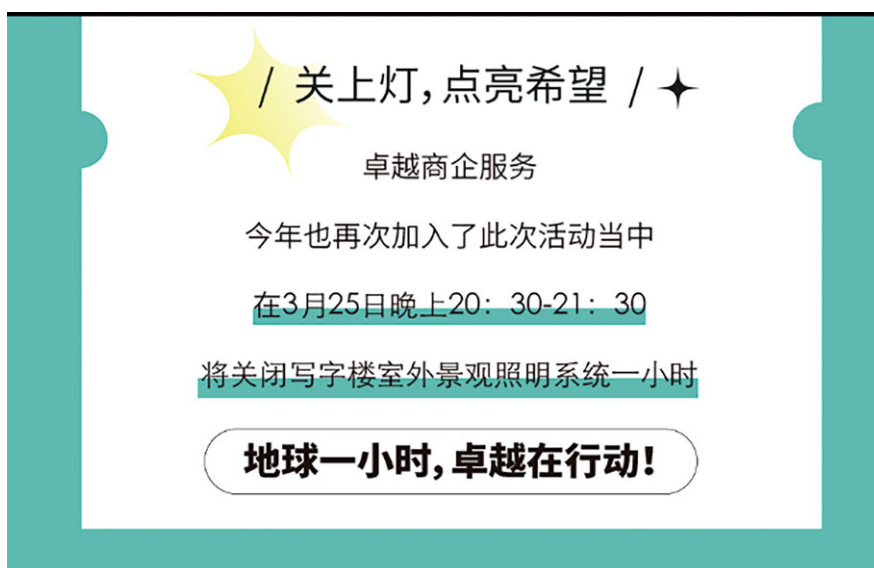 / 关上灯，点亮希望 /
卓越商企服务
今年也再次加入了此次活动当中
在3月25日晚上20：30-21：30
将关闭写字楼室外景观照明系统一小时
地球一小时，卓越在行动！